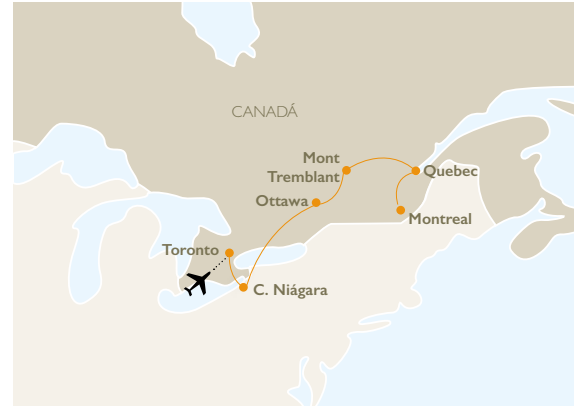 CANADÁ
Mont
Tremblant
Quebec
Ottawa
Montreal
Toronto
C. Niágara